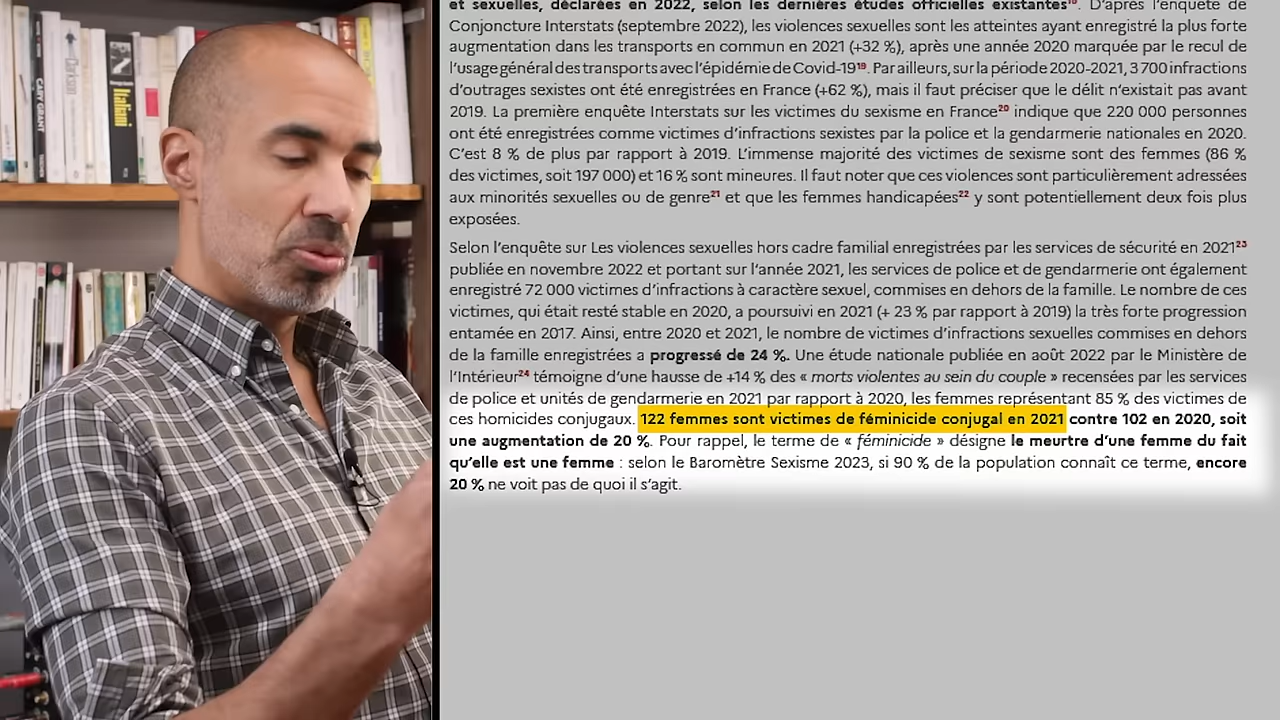 CARY GRANT
Italiani
et sexuelles, déclarées en 2022, selon les dernières études officielles existantes¹⁸. D’après l’enquête de
Conjoncture Interstats (septembre 2022), les violences sexuelles sont les atteintes ayant enregistré la plus forte
augmentation dans les transports en commun en 2021 (+32 %), après une année 2020 marquée par le recul de
l’usage général des transports avec l’épidémie de Covid-19¹⁹. Par ailleurs, sur la période 2020-2021, 3 700 infractions
d’outrages sexistes ont été enregistrées en France (+62 %), mais il faut préciser que le délit n’existait pas avant
2019. La première enquête Interstats sur les victimes du sexisme en France²⁰ indique que 220 000 personnes
ont été enregistrées comme victimes d’infractions sexistes par la police et la gendarmerie nationales en 2020.
C’est 8 % de plus par rapport à 2019. L’immense majorité des victimes de sexisme sont des femmes (86 %
des victimes, soit 197 000) et 16 % sont mineures. Il faut noter que ces violences sont particulièrement adressées
aux minorités sexuelles ou de genre²¹ et que les femmes handicapées²² y sont potentiellement deux fois plus
exposées.
Selon l’enquête sur Les violences sexuelles hors cadre familial enregistrées par les services de sécurité en 2021²³
publiée en novembre 2022 et portant sur l’année 2021, les services de police et de gendarmerie ont également
enregistré 72 000 victimes d’infractions à caractère sexuel, commises en dehors de la famille. Le nombre de ces
victimes, qui était resté stable en 2020, a poursuivi en 2021 (+ 23 % par rapport à 2019) la très forte progression
entamée en 2017. Ainsi, entre 2020 et 2021, le nombre de victimes d’infractions sexuelles commises en dehors
de la famille enregistrées a progressé de 24 %. Une étude nationale publiée en août 2022 par le Ministère de
l’Intérieur²⁴ témoigne d’une hausse de +14 % des « morts violentes au sein du couple » recensées par les services
de police et unités de gendarmerie en 2021 par rapport à 2020, les femmes représentant 85 % des victimes de
ces homicides conjugaux. 122 femmes sont victimes de féminicide conjugal en 2021 contre 102 en 2020, soit
une augmentation de 20 %. Pour rappel, le terme de « féminicide » désigne le meurtre d’une femme du fait
qu’elle est une femme : selon le Baromètre Sexisme 2023, si 90 % de la population connaît ce terme, encore
20 % ne voit pas de quoi il s’agit.